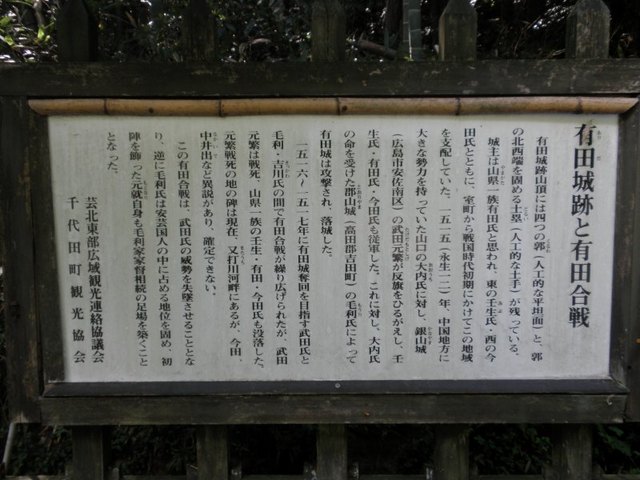 有田城跡と有田合戦
有田城跡山頂には四つの郭(人工的な平坦面)と、郭
の北西端を固める土塁(人工的な土手)が残っている。
城主は山県一族有田氏と思われ、東の壬生氏・西の今
田氏とともに、室町から戦国時代初期にかけてこの地域
を支配していた。一五一五(永生一二)年、中国地方に
大きな勢力を持っていた山口の大内氏に対し、銀山城
(広島市安佐南区)の武田元繁が反旗をひるがえし、壬
生氏・有田氏・今田氏も従軍した。これに対し、大内氏
の命を受けた郡山城(高田郡吉田町)の毛利氏によって
有田城は攻撃され、落城した。
一五一六〜一五一七年に有田城奪回を目指す武田氏と
毛利・吉川氏の間で有田合戦が繰り広げられたが、武田
元繁は戦死、山県一族の壬生・有田・今田氏も没落した。
元繁戦死の地の碑は現在、又打川河畔にあるが、今田、
中井出など異説があり、確定できない。
この有田合戦は、武田氏の威勢を失墜させることとな
り、逆に毛利氏は安芸国人の中に占める地位を固め、初
陣を飾った元就自身も毛利家家督相続の足場を築くこと
となった。
芸北東部広域観光連絡協議会
千代田町観光協会